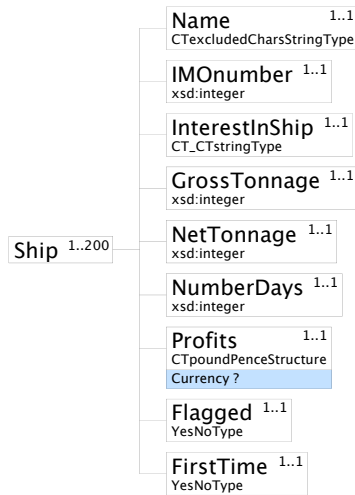 Name 1..1
CTexcludedCharsStringType
IMOnumber 1..1
xsd:integer
InterestInShip 1..1
CT_CTstringType
GrossTonnage 1..1
xsd:integer
Ship 1..200
NetTonnage 1..1
xsd:integer
NumberDays 1..1
xsd:integer
Profits 1..1
CTpoundPenceStructure
Currency ?
Flagged 1..1
YesNoType
FirstTime 1..1
YesNoType